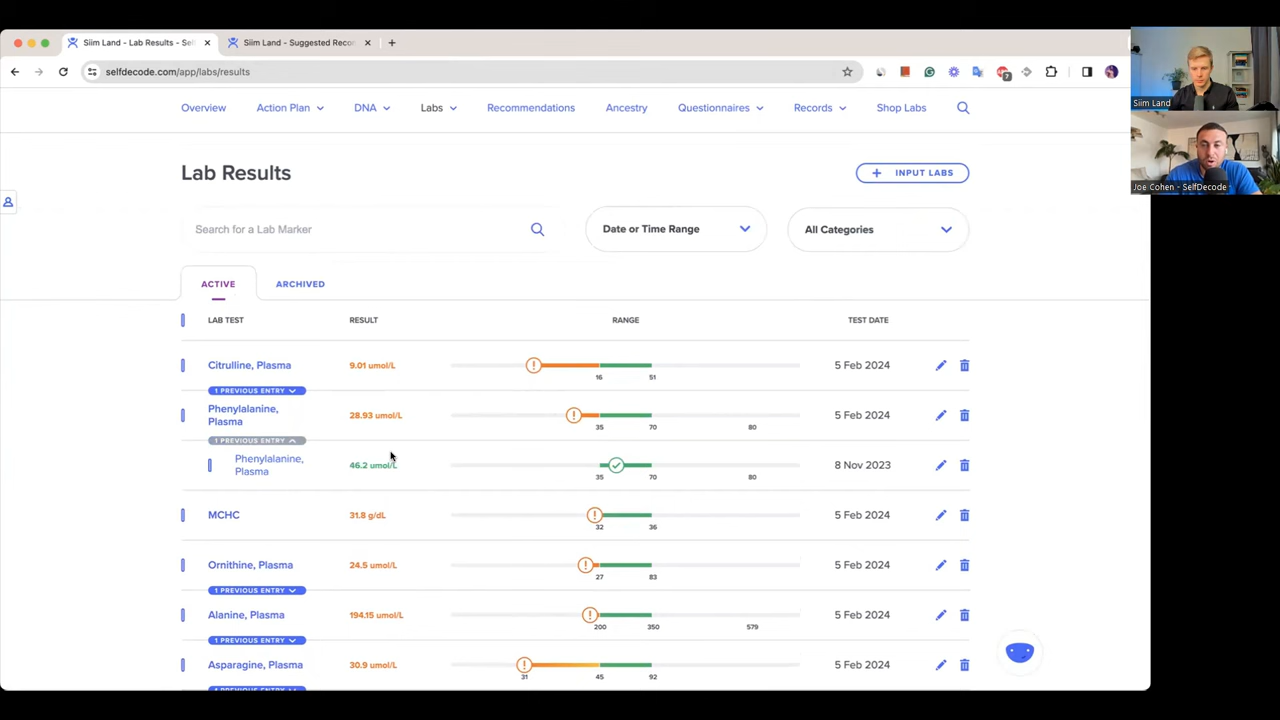 Siim Land - Lab Results - Sel
Siim Land - Suggested Recor
selfdecode.com/app/labs/results
7
Overview
Action Plan
DNA
Labs
Recommendations
Ancestry
Questionnaires
Records
Shop Labs
Siim Land
Joe Cohen - SelfDecode
Lab Results
+ INPUT LABS
Search for a Lab Marker
Date or Time Range
All Categories
ACTIVE
ARCHIVED
LAB TEST
RESULT
RANGE
TEST DATE
Citrulline, Plasma
9.01 umol/L
16
51
5 Feb 2024
1 PREVIOUS ENTRY
Phenylalanine,
Plasma
28.93 umol/L
35
70
80
5 Feb 2024
1 PREVIOUS ENTRY
Phenylalanine,
Plasma
46.2 umol/L
35
70
80
8 Nov 2023
MCHC
31.8 g/dL
32
36
5 Feb 2024
Ornithine, Plasma
24.5 umol/L
27
83
5 Feb 2024
1 PREVIOUS ENTRY
Alanine, Plasma
194.15 umol/L
200
350
579
5 Feb 2024
1 PREVIOUS ENTRY
Asparagine, Plasma
30.9 umol/L
31
45
92
5 Feb 2024